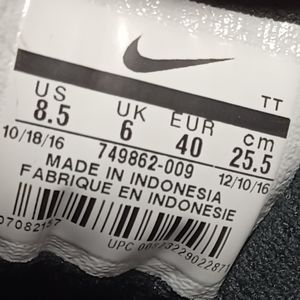 TT
US UK EUR cm
8.5 6 40 25.5
10/18/16 749862-009 12/10/16
MADE IN INDONESIA
FABRIQUE EN INDONESIE
UPC